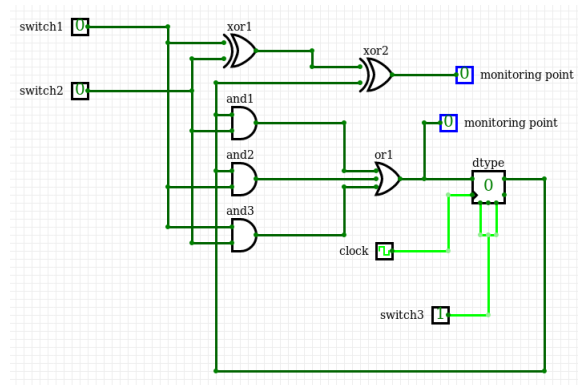 switch1 0
xor1
xor2
0 monitoring point
switch2 0
and1
0 monitoring point
and2
or1
dtype
0
and3
clock
switch3 1